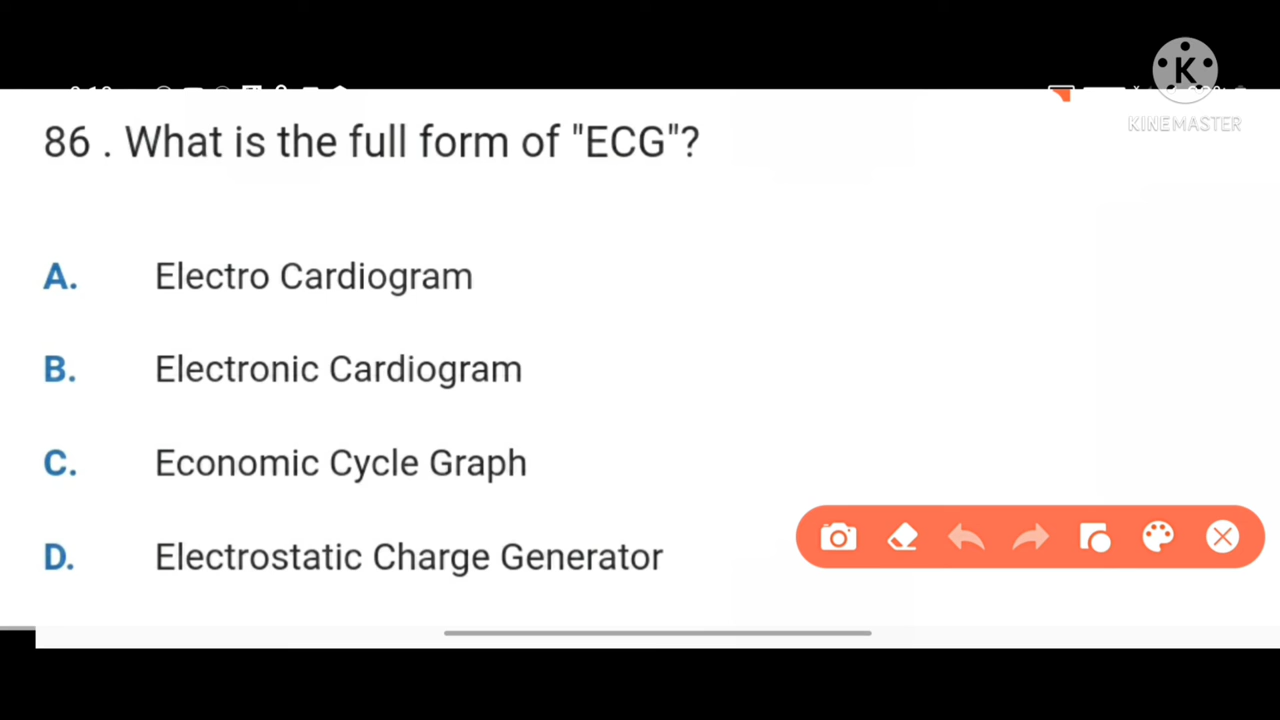 KINEMASTER
86 . What is the full form of "ECG"?
A. Electro Cardiogram
B. Electronic Cardiogram
C. Economic Cycle Graph
D. Electrostatic Charge Generator